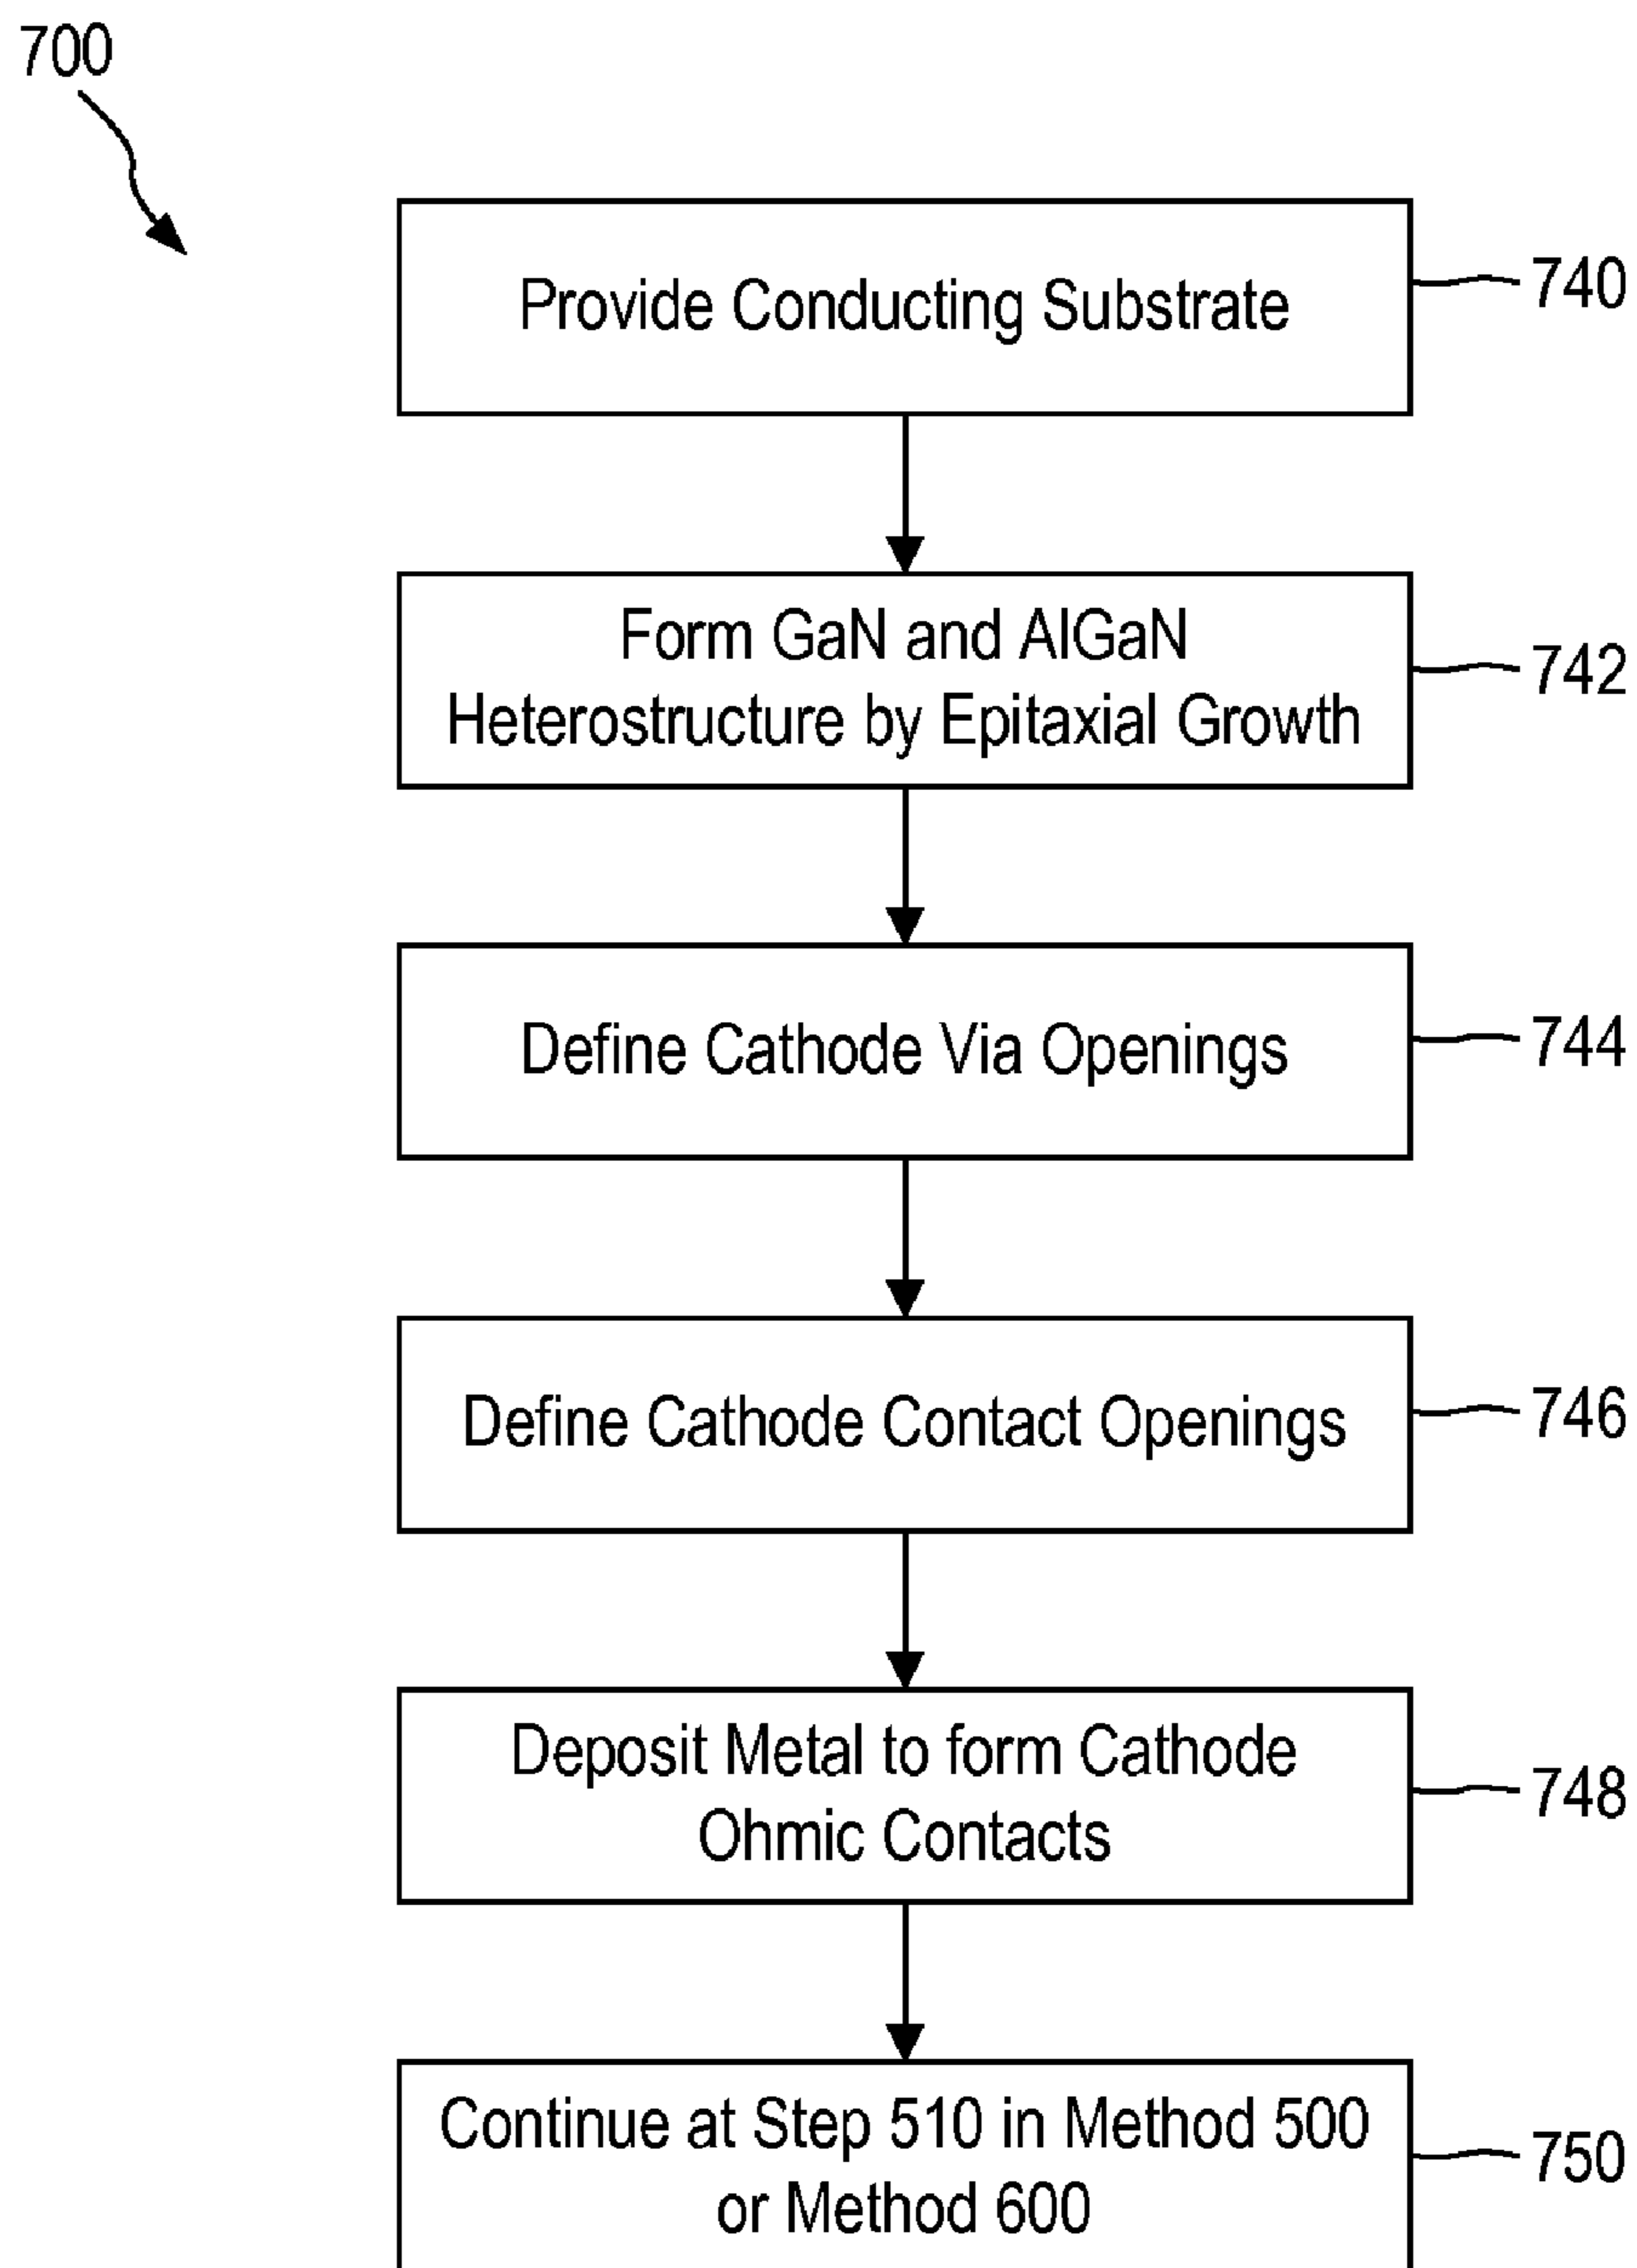 700
Provide Conducting Substrate
740
Form GaN and AlGaN
Heterostructure by Epitaxial Growth
742
Define Cathode Via Openings
744
Define Cathode Contact Openings
746
Deposit Metal to form Cathode
Ohmic Contacts
748
Continue at Step 510 in Method 500
or Method 600
750